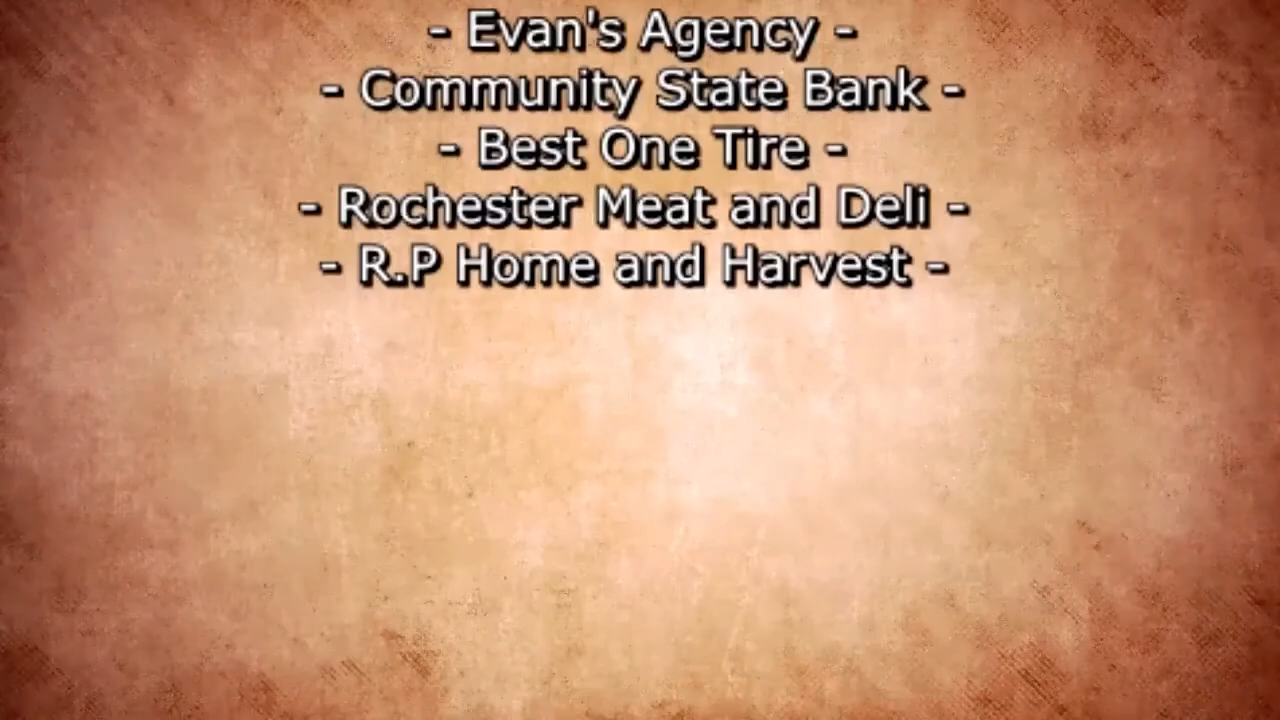 - Evan's Agency -
- Community State Bank -
- Best One Tire -
- Rochester Meat and Deli -
- R.P Home and Harvest -